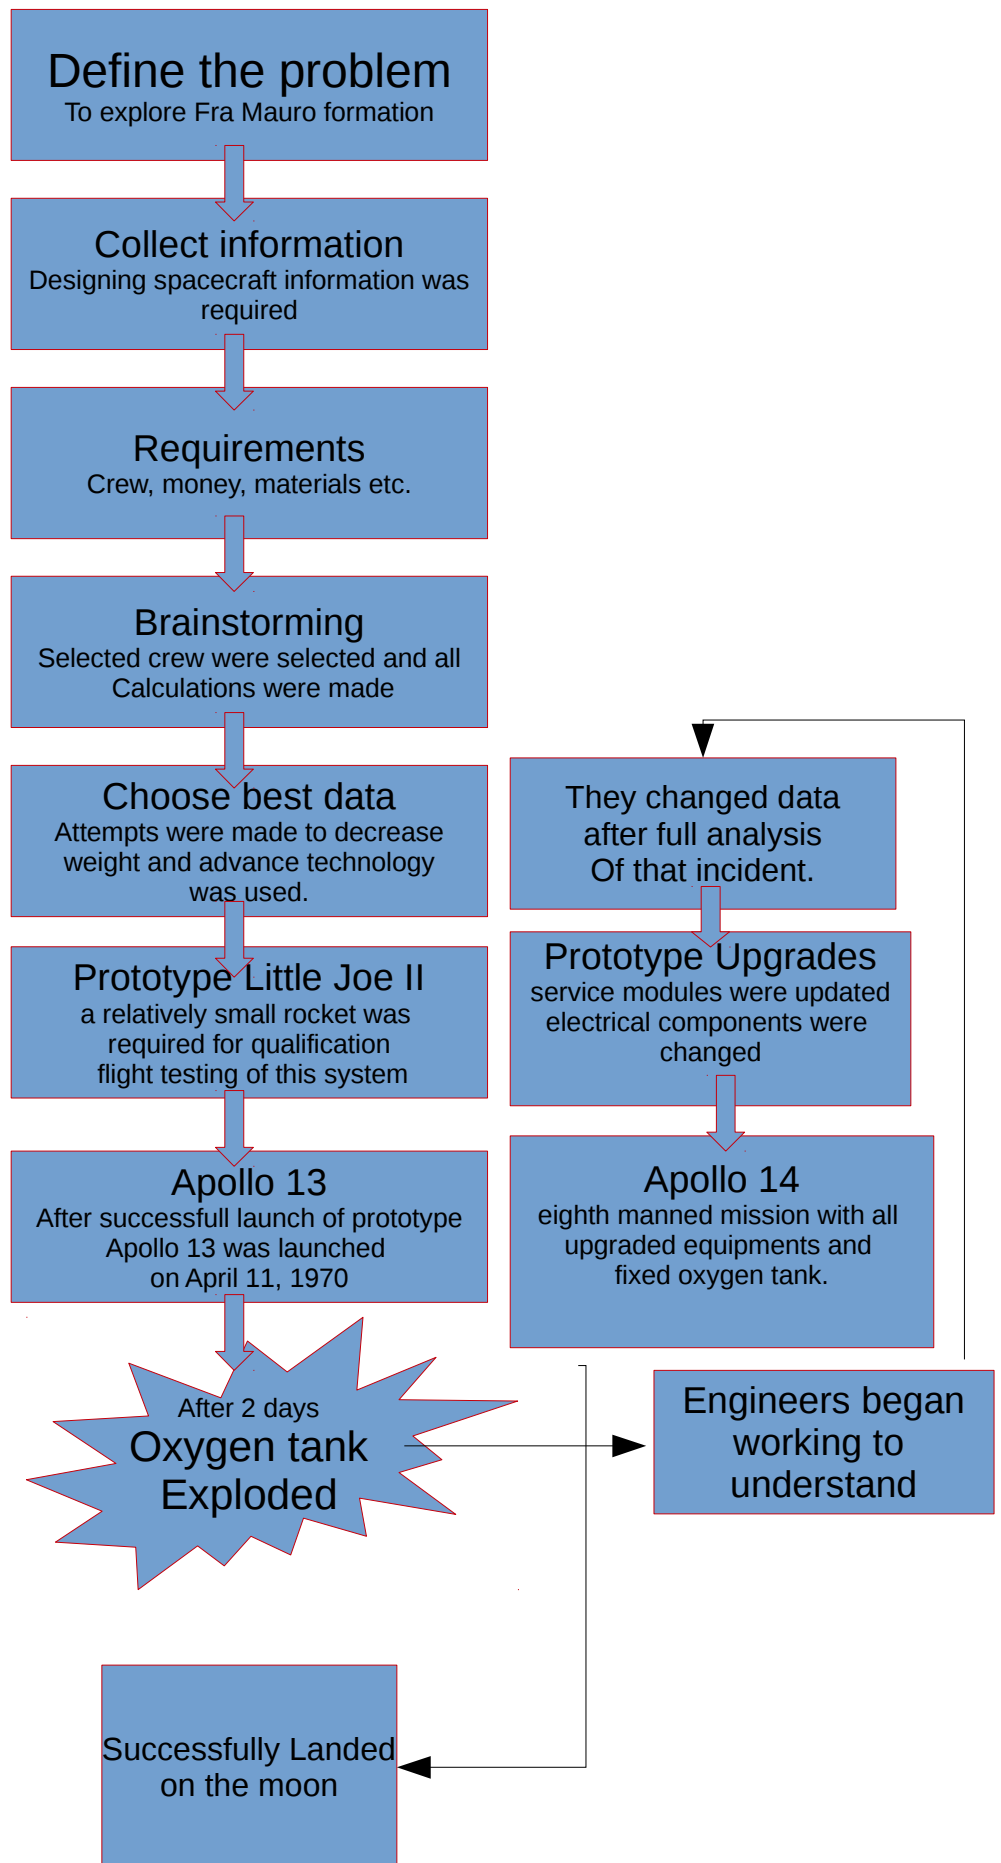 Define the problem
To explore Fra Mauro formation
Collect information
Designing spacecraft information was
required
Requirements
Crew, money, materials etc.
Brainstorming
Selected crew were selected and all
Calculations were made
Choose best data
Attempts were made to decrease
weight and advance technology
was used.
Prototype Little Joe II
a relatively small rocket was
required for qualification
flight testing of this system
Apollo 13
After successfull launch of prototype
Apollo 13 was launched
on April 11, 1970
After 2 days
Oxygen tank
Exploded
Engineers began
working to
understand
They changed data
after full analysis
Of that incident.
Prototype Upgrades
service modules were updated
electrical components were
changed
Apollo 14
eighth manned mission with all
upgraded equipments and
fixed oxygen tank.
Successfully Landed
on the moon